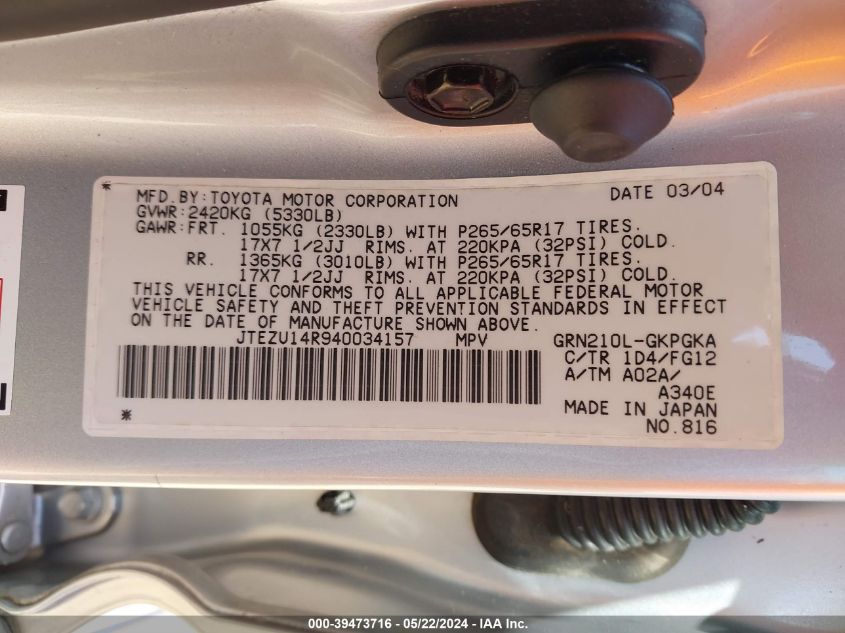 MFD.BY:TOYOTA MOTOR CORPORATION DATE 03/04
GVWR:2420KG (5330LB)
GAWR:FRT. 1055KG (2330LB) WITH P265/65R17 TIRES.
17X7 1/2JJ RIMS. AT 220KPA (32PSI) COLD.
RR. 1365KG (3010LB) WITH P265/65R17 TIRES.
17X7 1/2JJ RIMS. AT 220KPA (32PSI) COLD.
THIS VEHICLE CONFORMS TO ALL APPLICABLE FEDERAL MOTOR
VEHICLE SAFETY AND THEFT PREVENTION STANDARDS IN EFFECT
ON THE DATE OF MANUFACTURE SHOWN ABOVE.
JTEZU14R940034157 MPV GRN210L-GKPGKA
C/TR 1D4/FG12
A/TM A02A/
A340E
MADE IN JAPAN
NO.816
000-39473716 - 05/22/2024 - IAA Inc.